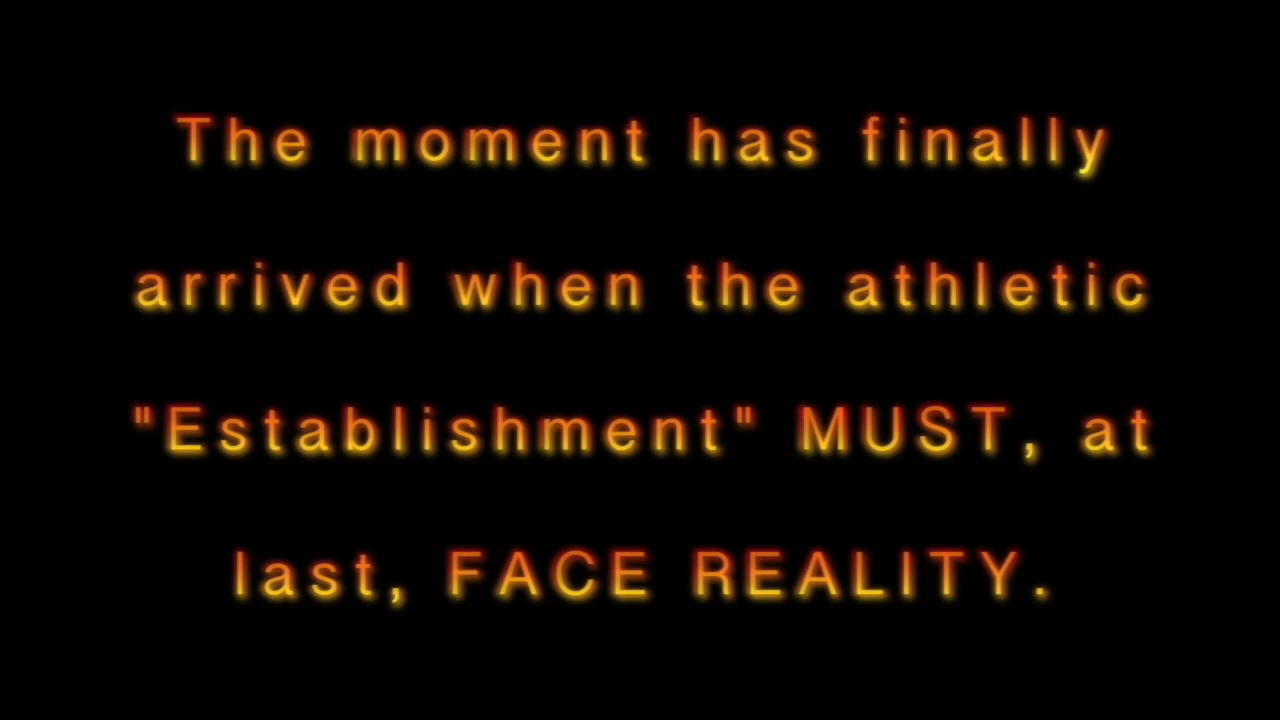 The moment has finally
arrived when the athletic
"Establishment" MUST, at
last, FACE REALITY.